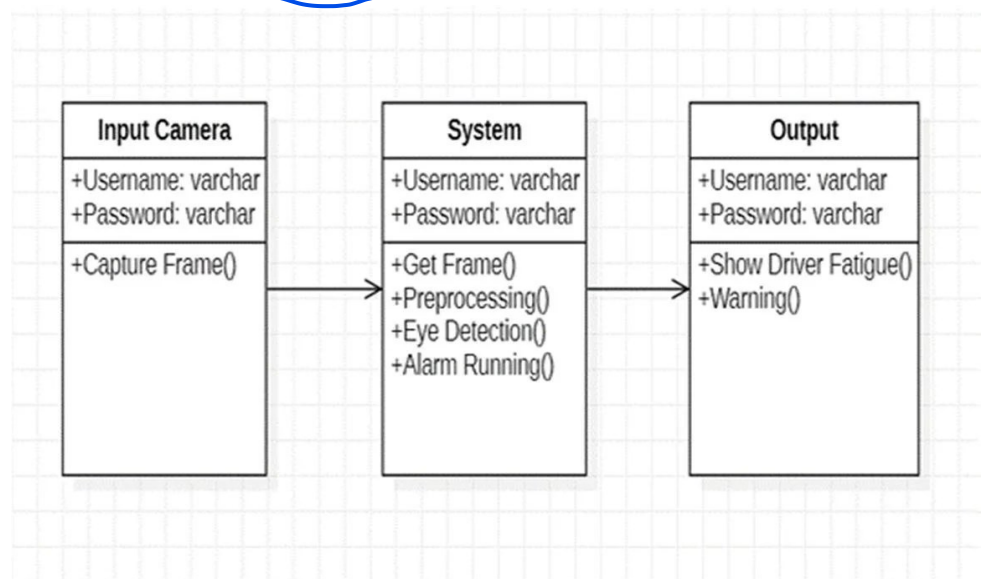 Input Camera
+Username: varchar
+Password: varchar
+Capture Frame()
System
+Username: varchar
+Password: varchar
+Get Frame()
+Preprocessing()
+Eye Detection()
+Alarm Running()
Output
+Username: varchar
+Password: varchar
+Show Driver Fatigue()
+Warning()